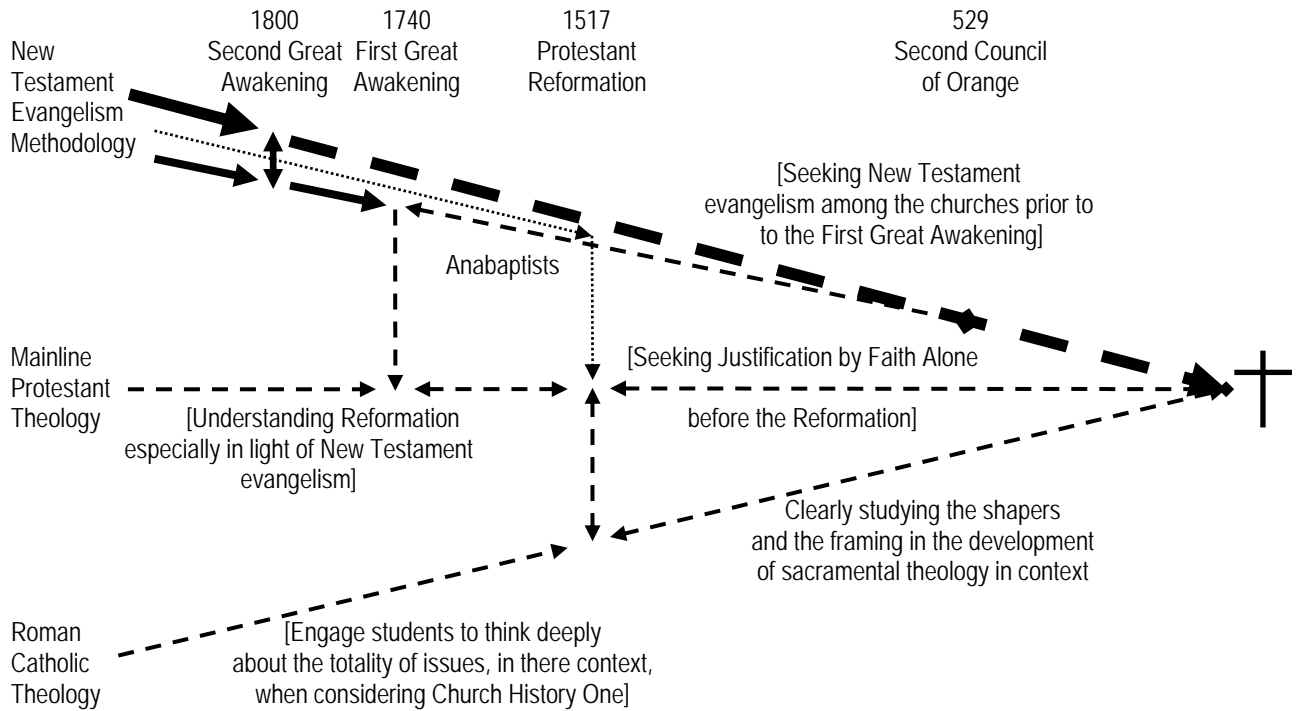 1800
Second Great
Awakening
1740
First Great
Awakening
1517
Protestant
Reformation
529
Second Council
of Orange
New
Testament
Evangelism
Methodology
[Seeking New Testament
evangelism among the churches prior to
to the First Great Awakening]
Anabaptists
Mainline
Protestant
Theology
[Seeking Justification by Faith Alone
before the Reformation]
[Understanding Reformation
especially in light of New Testament
evangelism]
Clearly studying the shapers
and the framing in the development
of sacramental theology in context
Roman
Catholic
Theology
[Engage students to think deeply
about the totality of issues, in there context,
when considering Church History One]